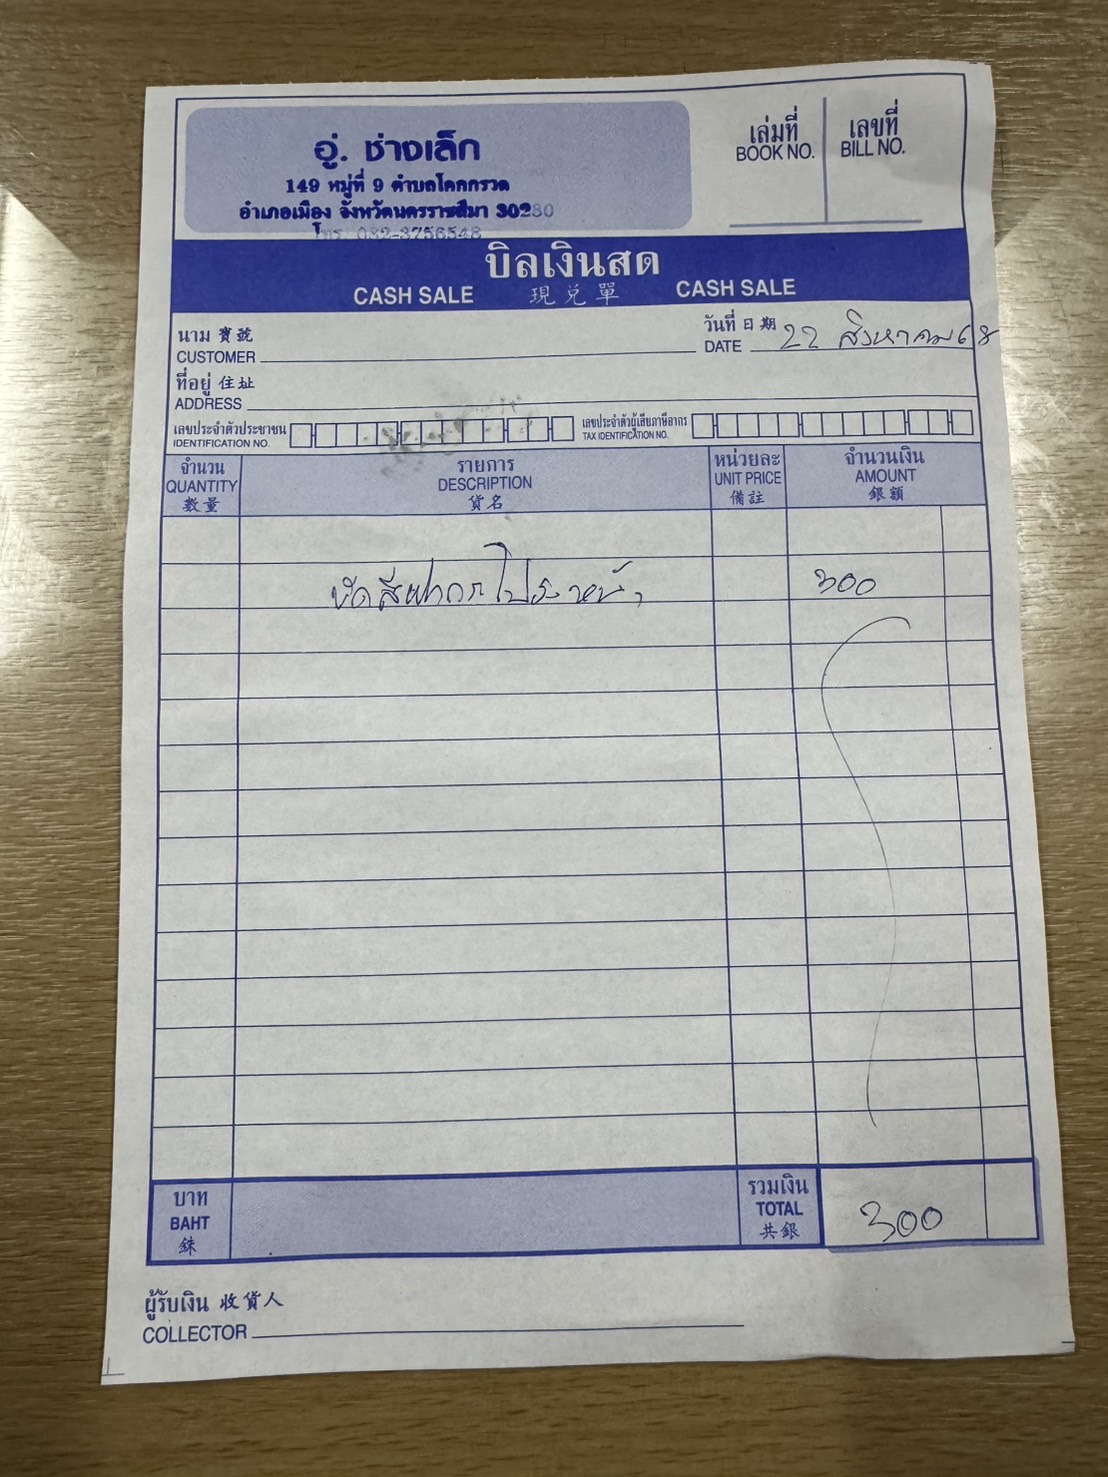 อู่. ช่างเล็ก
149 หมู่ที่ 9 ตำบลโคกกรวด
อำเภอเมือง จังหวัดนครราชสีมา 30280
โทร. 082-3756548
เล่มที่ เลขที่
BOOK NO. BILL NO.
บิลเงินสด
CASH SALE 現兌單 CASH SALE
นาม 寳號
CUSTOMER
วันที่ 日期 22 สิงหาคม 68
DATE
ที่อยู่ 住址
ADDRESS
เลขประจำตัวประชาชน เลขประจำตัวผู้เสียภาษีอากร
IDENTIFICATION NO. TAX IDENTIFICATION NO.
จำนวน รายการ หน่วยละ จำนวนเงิน
QUANTITY DESCRIPTION UNIT PRICE AMOUNT
數量 貨名 備註 銀額
ขัดสี 300
บาท รวมเงิน
BAHT TOTAL 300
銖 共銀
ผู้รับเงิน 收貨人
COLLECTOR